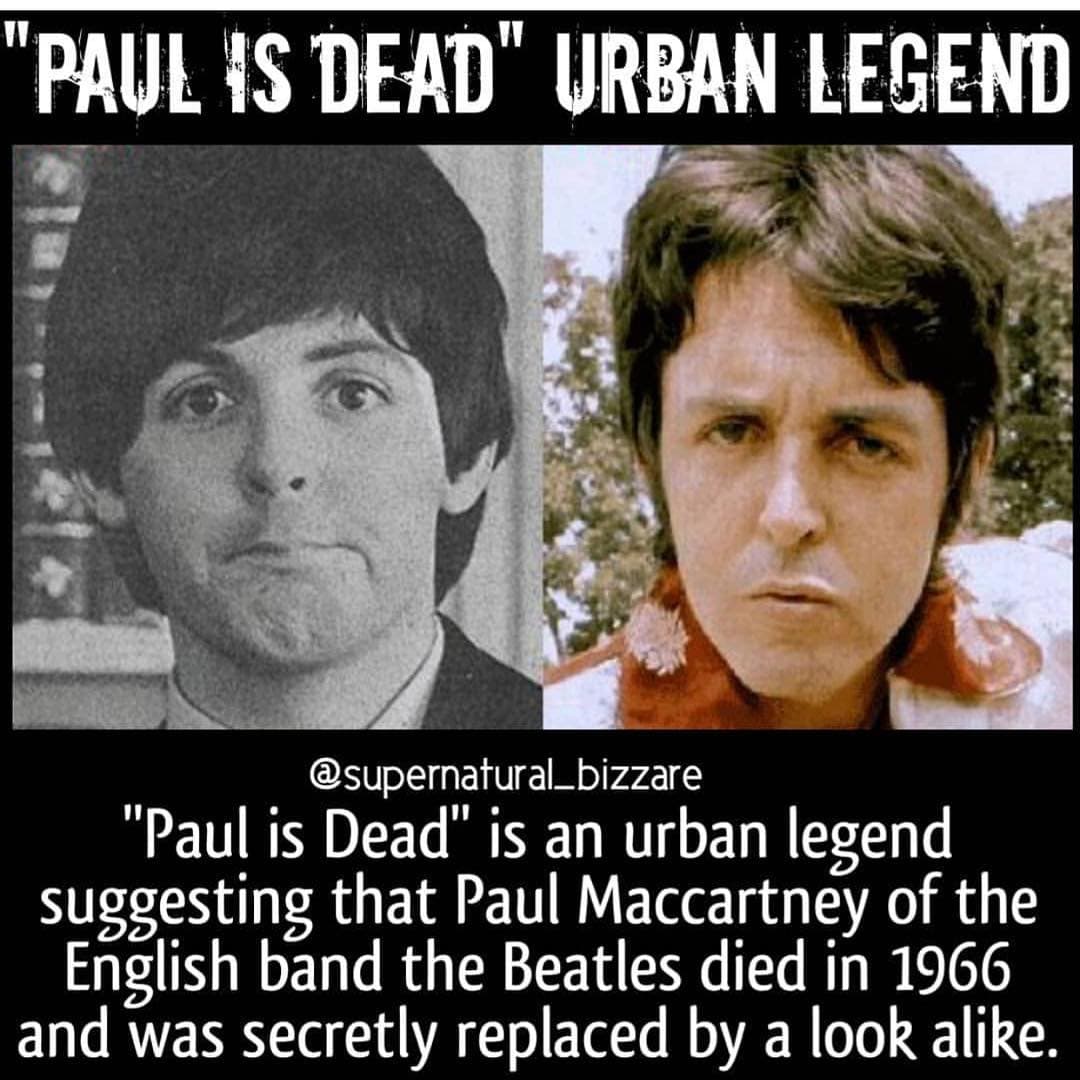 "PAUL IS DEAD" URBAN LEGEND
@supernatural_bizzare
"Paul is Dead" is an urban legend
suggesting that Paul Maccartney of the
English band the Beatles died in 1966
and was secretly replaced by a look alike.